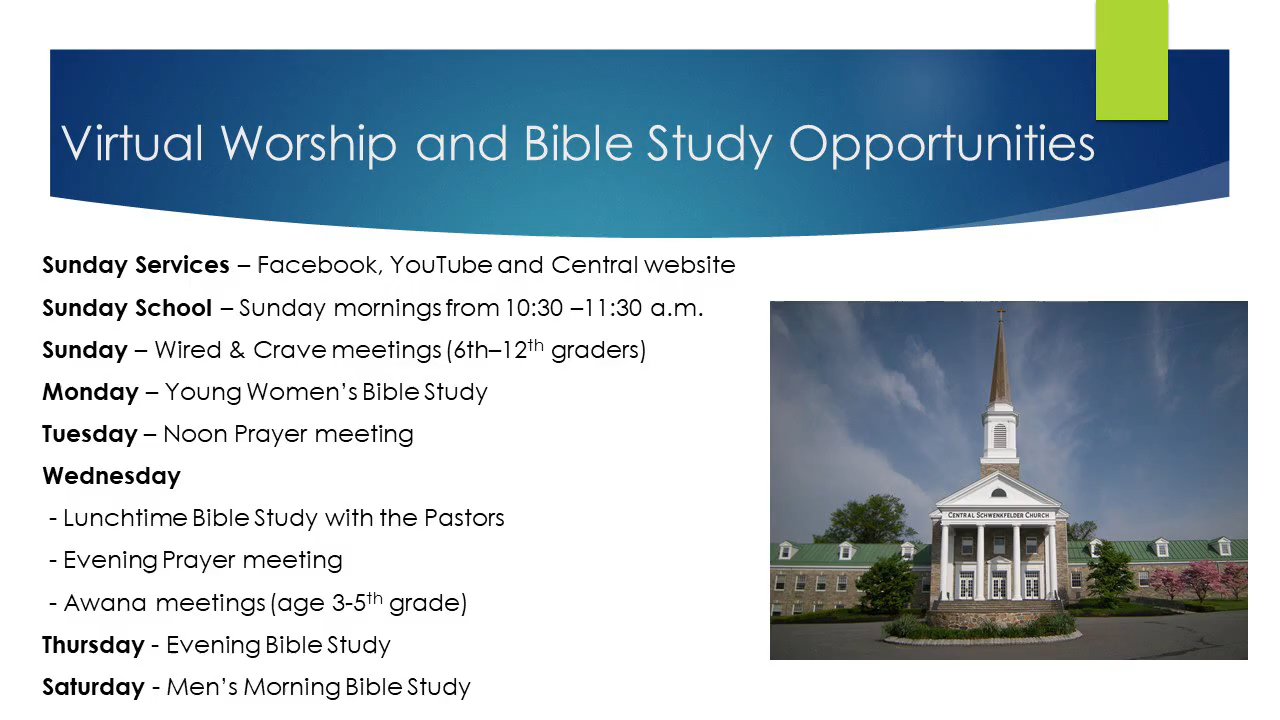 Virtual Worship and Bible Study Opportunities
Sunday Services – Facebook, YouTube and Central website
Sunday School – Sunday mornings from 10:30 –11:30 a.m.
Sunday – Wired & Crave meetings (6th–12th graders)
Monday – Young Women’s Bible Study
Tuesday – Noon Prayer meeting
Wednesday
- Lunchtime Bible Study with the Pastors
- Evening Prayer meeting
- Awana meetings (age 3-5th grade)
Thursday - Evening Bible Study
Saturday - Men’s Morning Bible Study
CENTRAL SCHWENKFELDER CHURCH